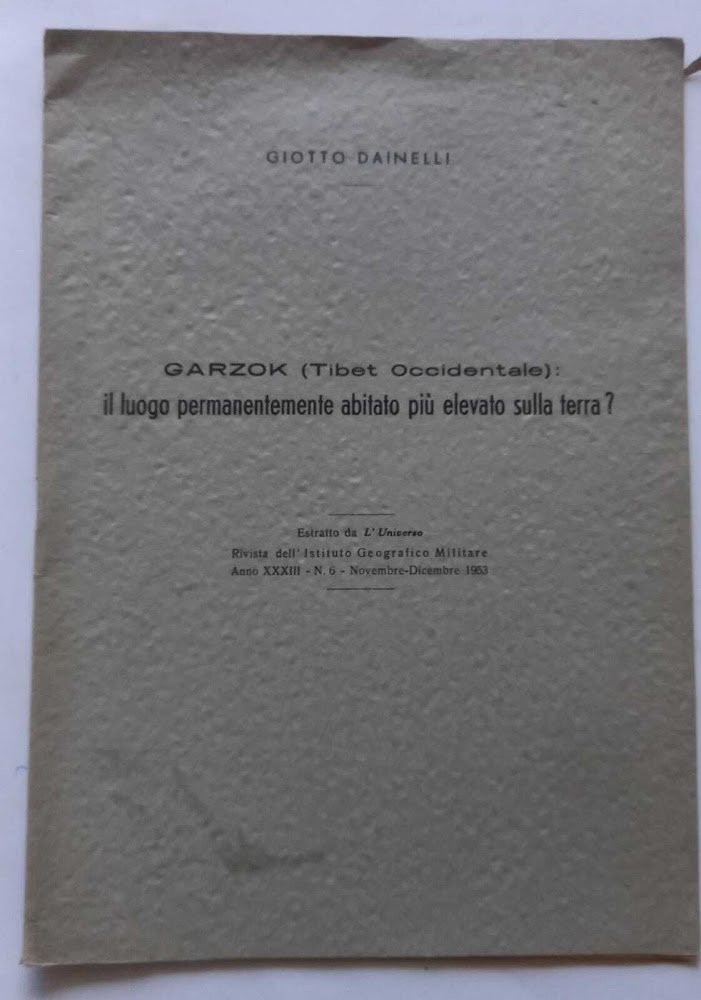 GIOTTO DAINELLI
GARZOK (Tibet Occidentale):
il luogo permanentemente abitato più elevato sulla terra?
Estratto da L'Universo
Rivista dell'Istituto Geografico Militare
Anno XXXIII - N. 6 - Novembre-Dicembre 1953